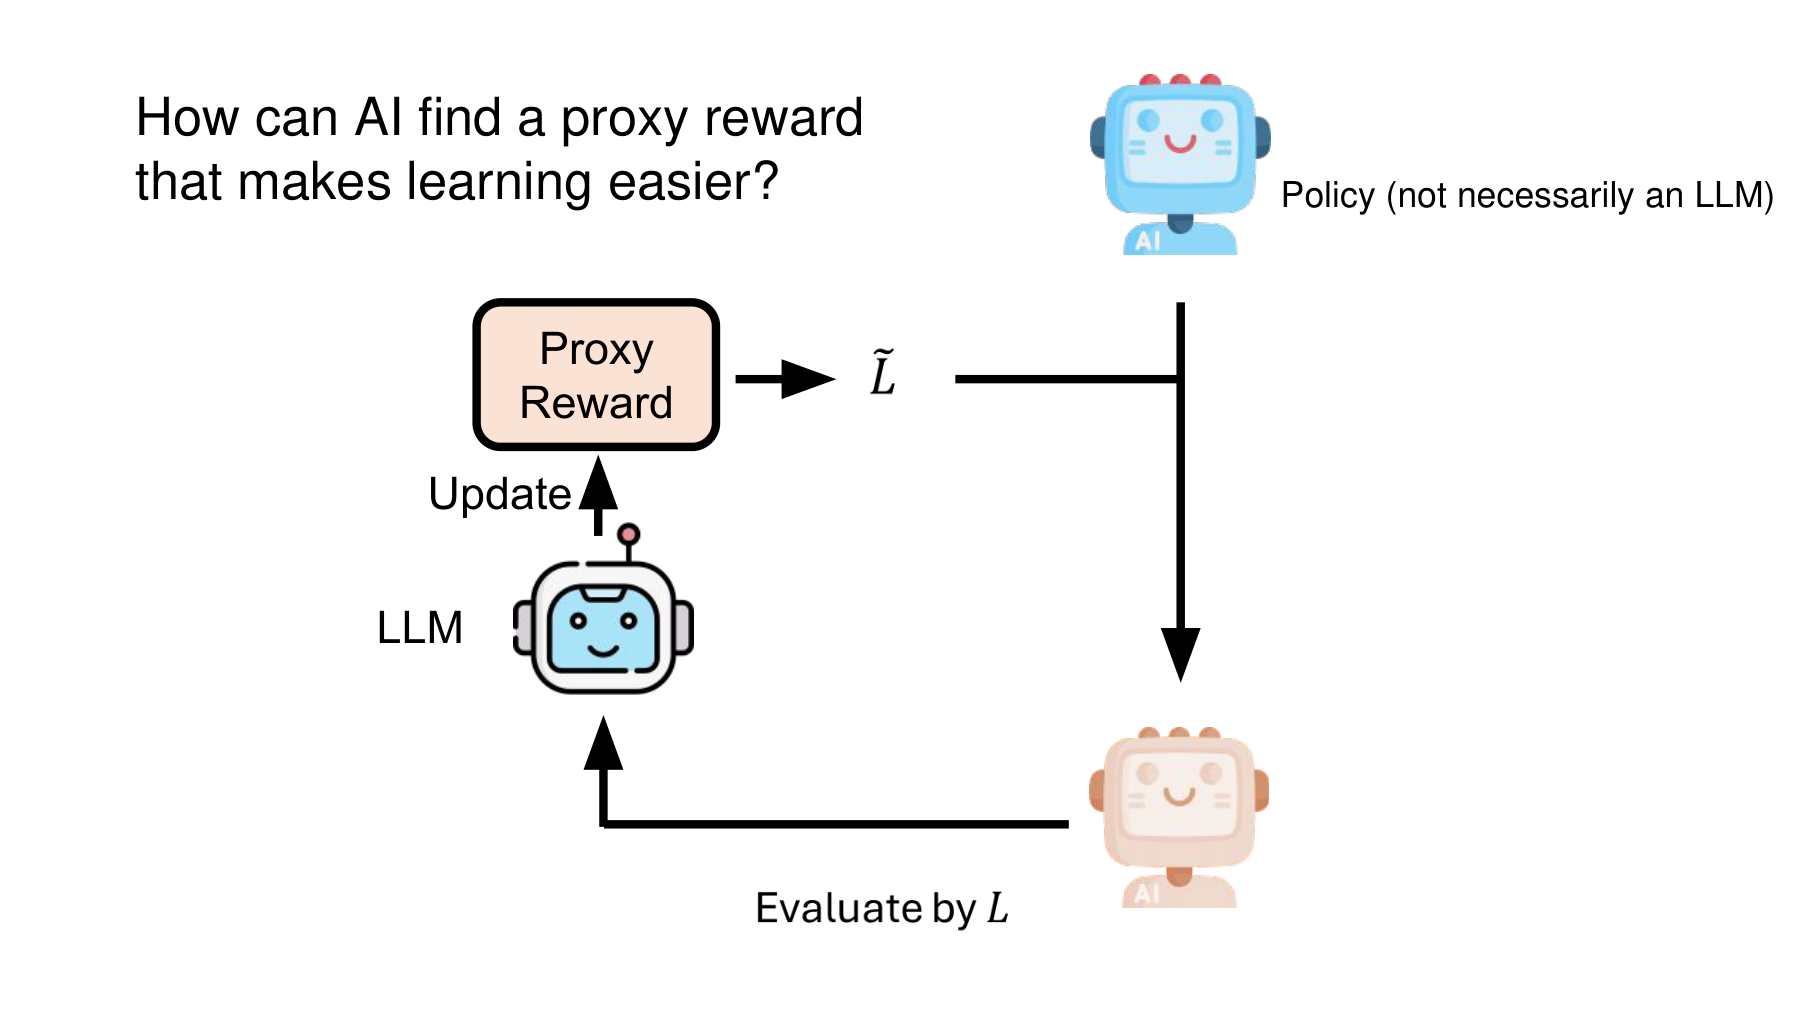 How can AI find a proxy reward
that makes learning easier?
AI
Policy (not necessarily an LLM)
Proxy
Reward
L̃
Update
LLM
AI
Evaluate by L